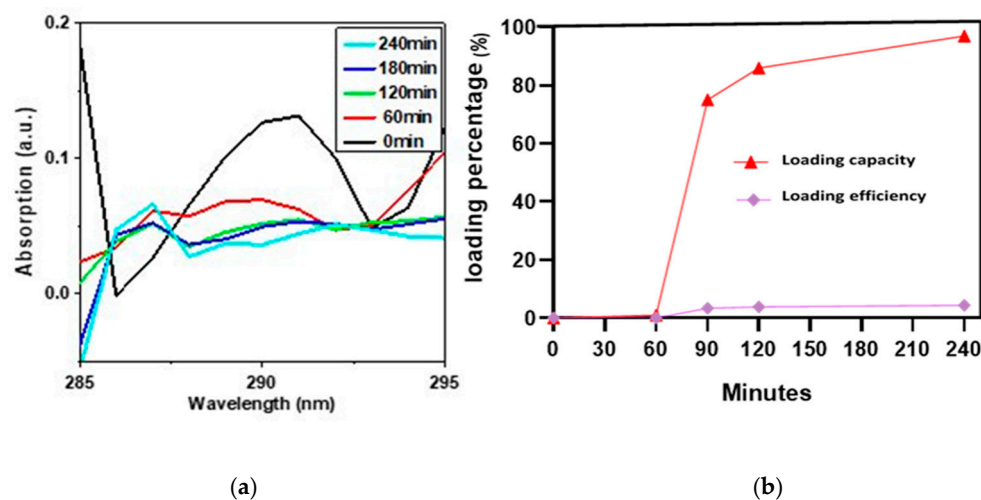 0.2
0.1
0.0
Absorption (a.u.)
240min
180min
120min
60min
0min
285
290
295
Wavelength (nm)
(a)
100
80
60
40
20
0
loading percentage (%)
Loading capacity
Loading efficiency
0 30 60 90 120 150 180 210 240
Minutes
(b)